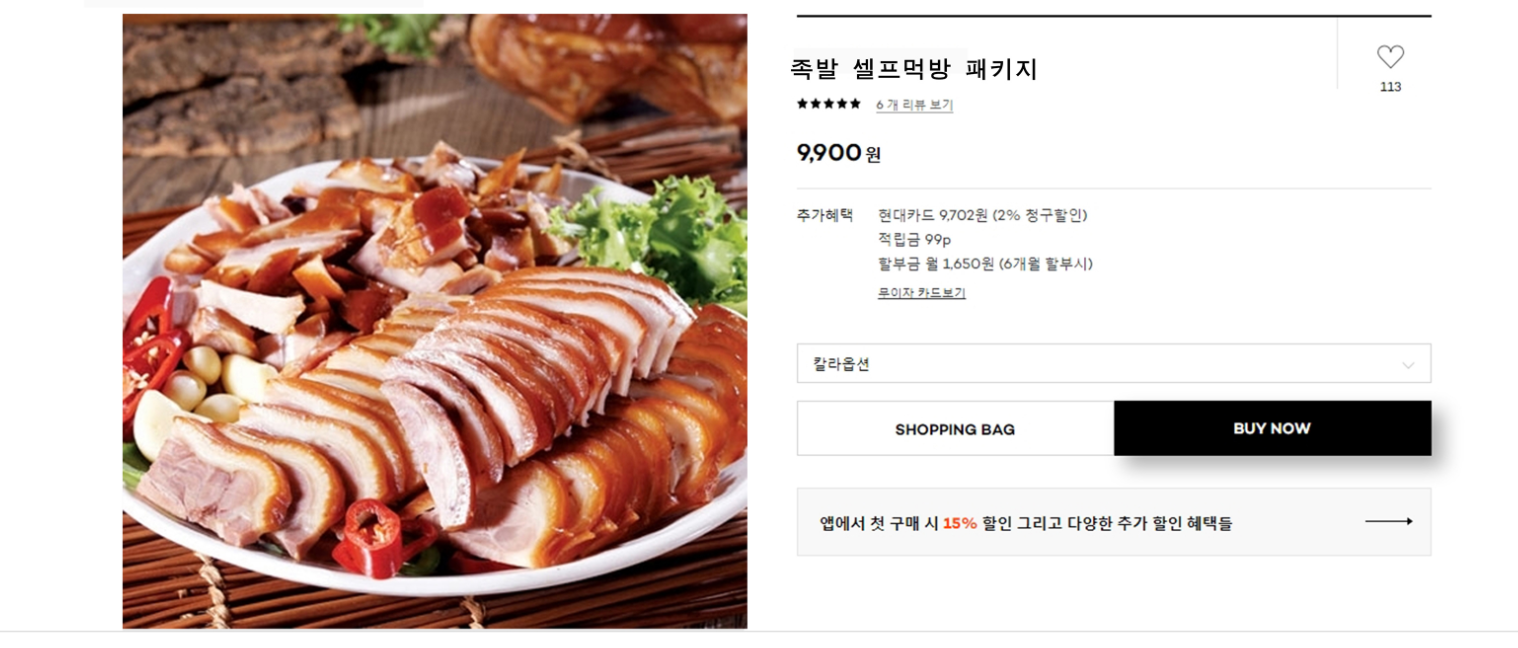 족발 셀프먹방 패키지
113
★★★★★ 6 개 리뷰 보기
9,900 원
추가혜택 현대카드 9,702원 (2% 청구할인)
적립금 99p
할부금 월 1,650원 (6개월 할부시)
무이자 카드보기
칼라옵션
SHOPPING BAG
BUY NOW
앱에서 첫 구매 시 15% 할인 그리고 다양한 추가 할인 혜택들